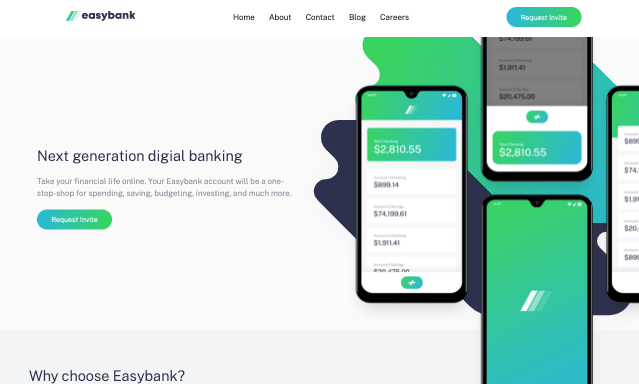 easybank
Home About Contact Blog Careers
Request Invite
Next generation digial banking
Take your financial life online. Your Easybank account will be a one-
stop-shop for spending, saving, budgeting, investing, and much more.
Request Invite
$2,810.55
$899.14
$74,199.61
$1,911.41
$20,475.00
$74,199.61
$1,911.41
$20,475.00
$2,810.55
Why choose Easybank?